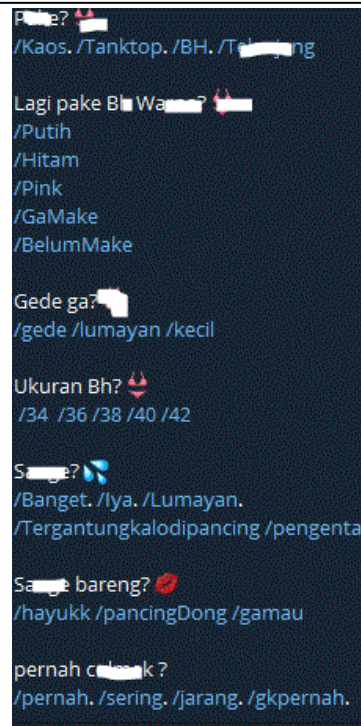 /Kaos. /Tanktop. /BH.
Lagi pake
/Putih
/Hitam
/Pink
/GaMake
/BelumMake
Gede ga?
/gede /lumayan /kecil
Ukuran Bh? 👙
/34 /36 /38 /40 /42
💦
/Banget. /Iya. /Lumayan.
/Tergantungkalodipancing /pengenta
bareng? 💋
/hayukk /pancingDong /gamau
pernah ?
/pernah. /sering. /jarang. /gkpernah.